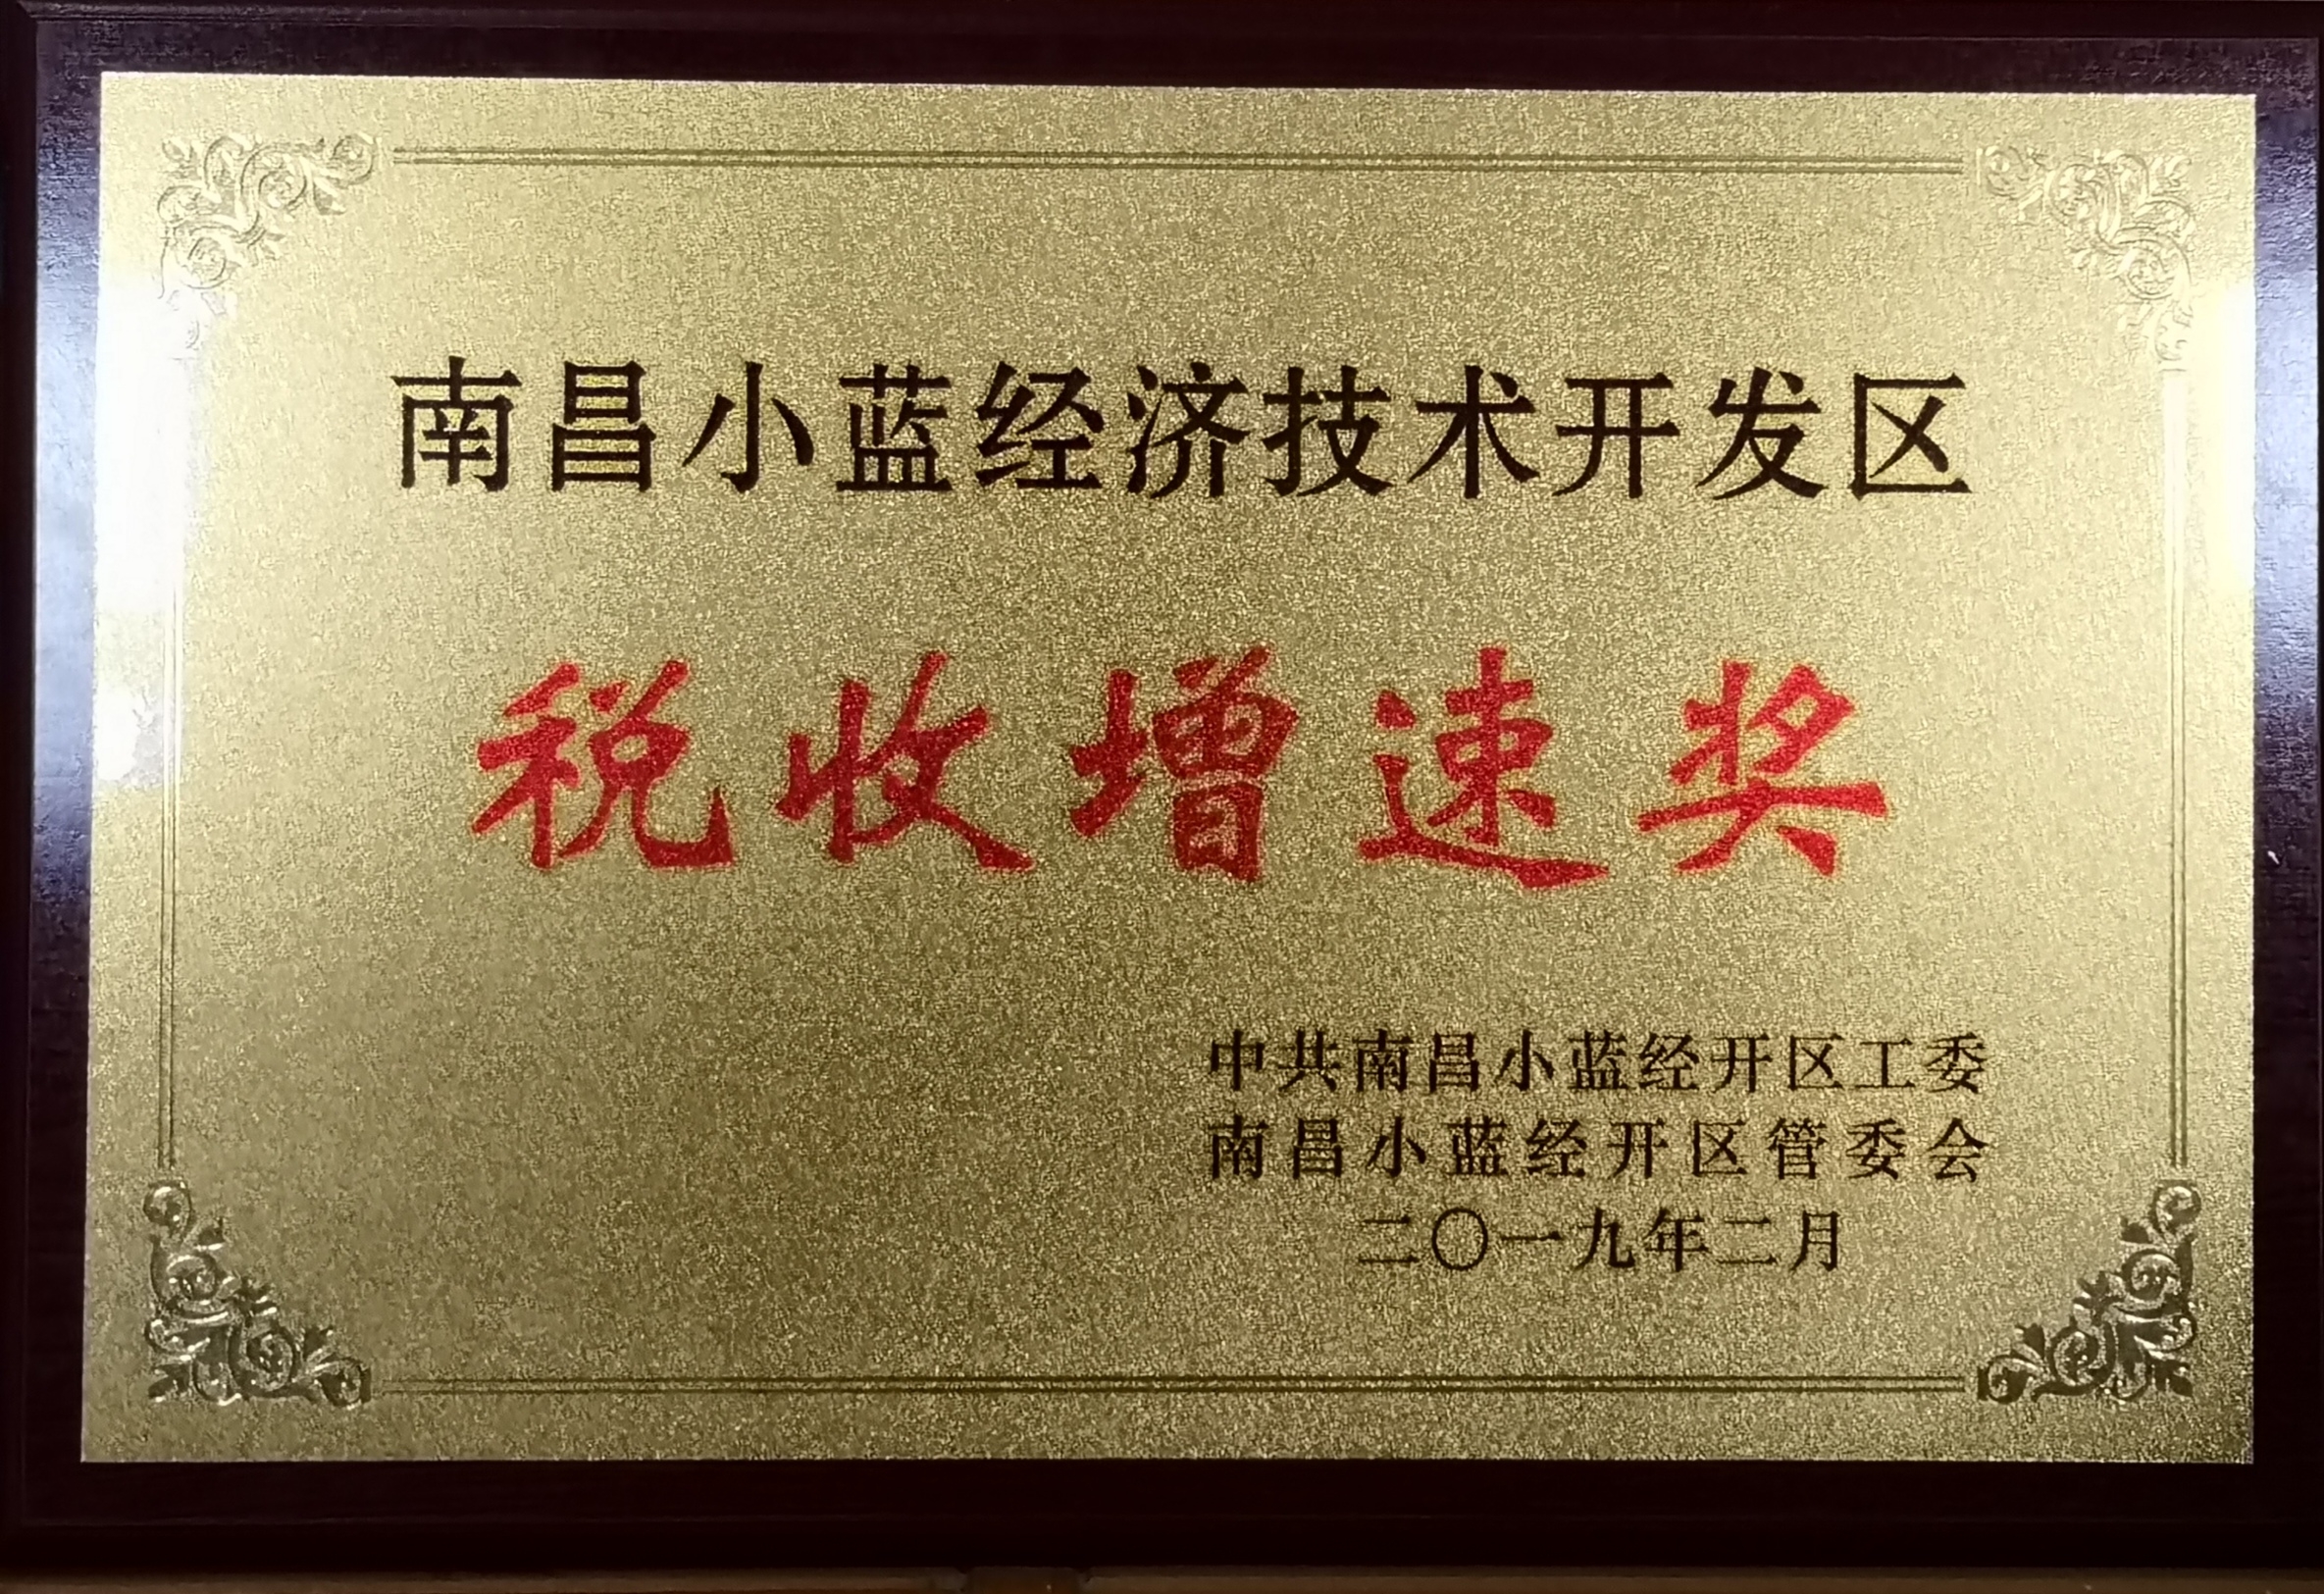 南昌小蓝经济技术开发区
税收增速奖
中共南昌小蓝经开区工委
南昌小蓝经开区管委会
二〇一九年二月